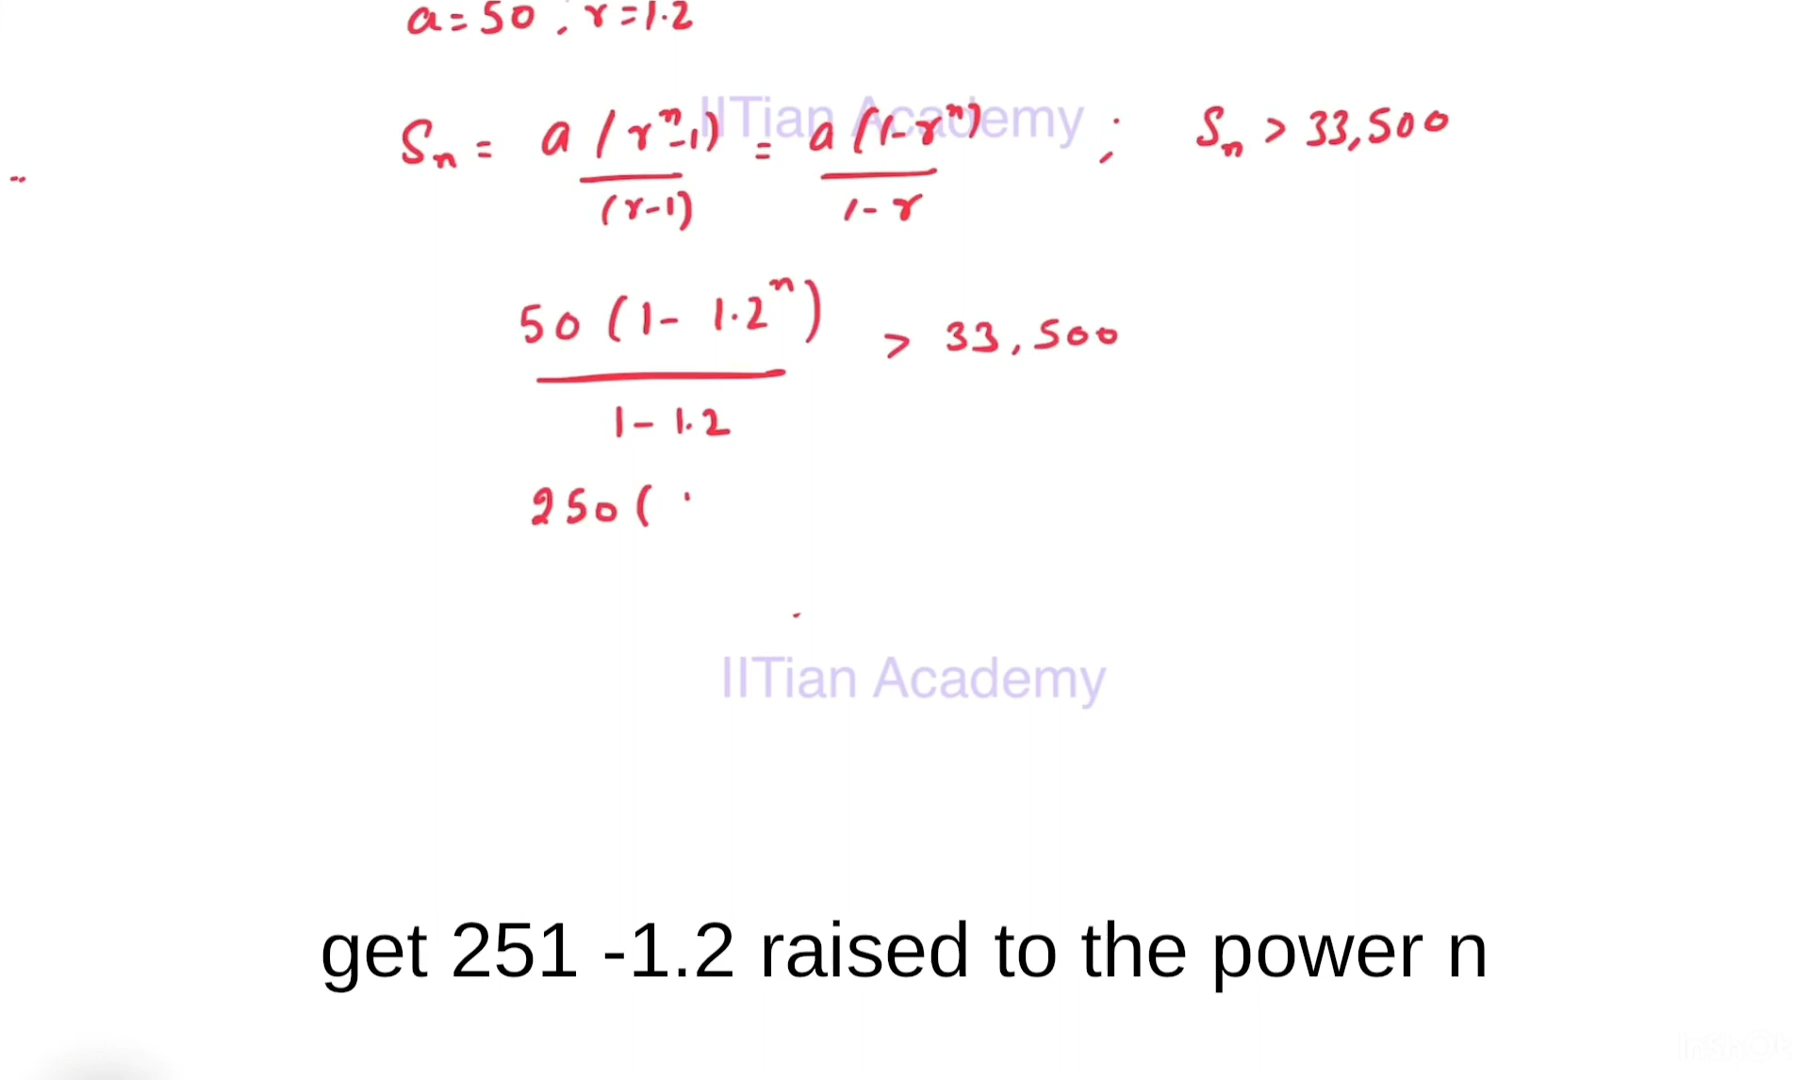 a = 50 , r = 1.2
IITian Academy
Sn = a (r^n - 1) / (r-1) = a (1 - r^n) / 1 - r ; Sn > 33,500
50 (1 - 1.2^n) / 1 - 1.2 > 33,500
250 (
IITian Academy
get 251 -1.2 raised to the power n